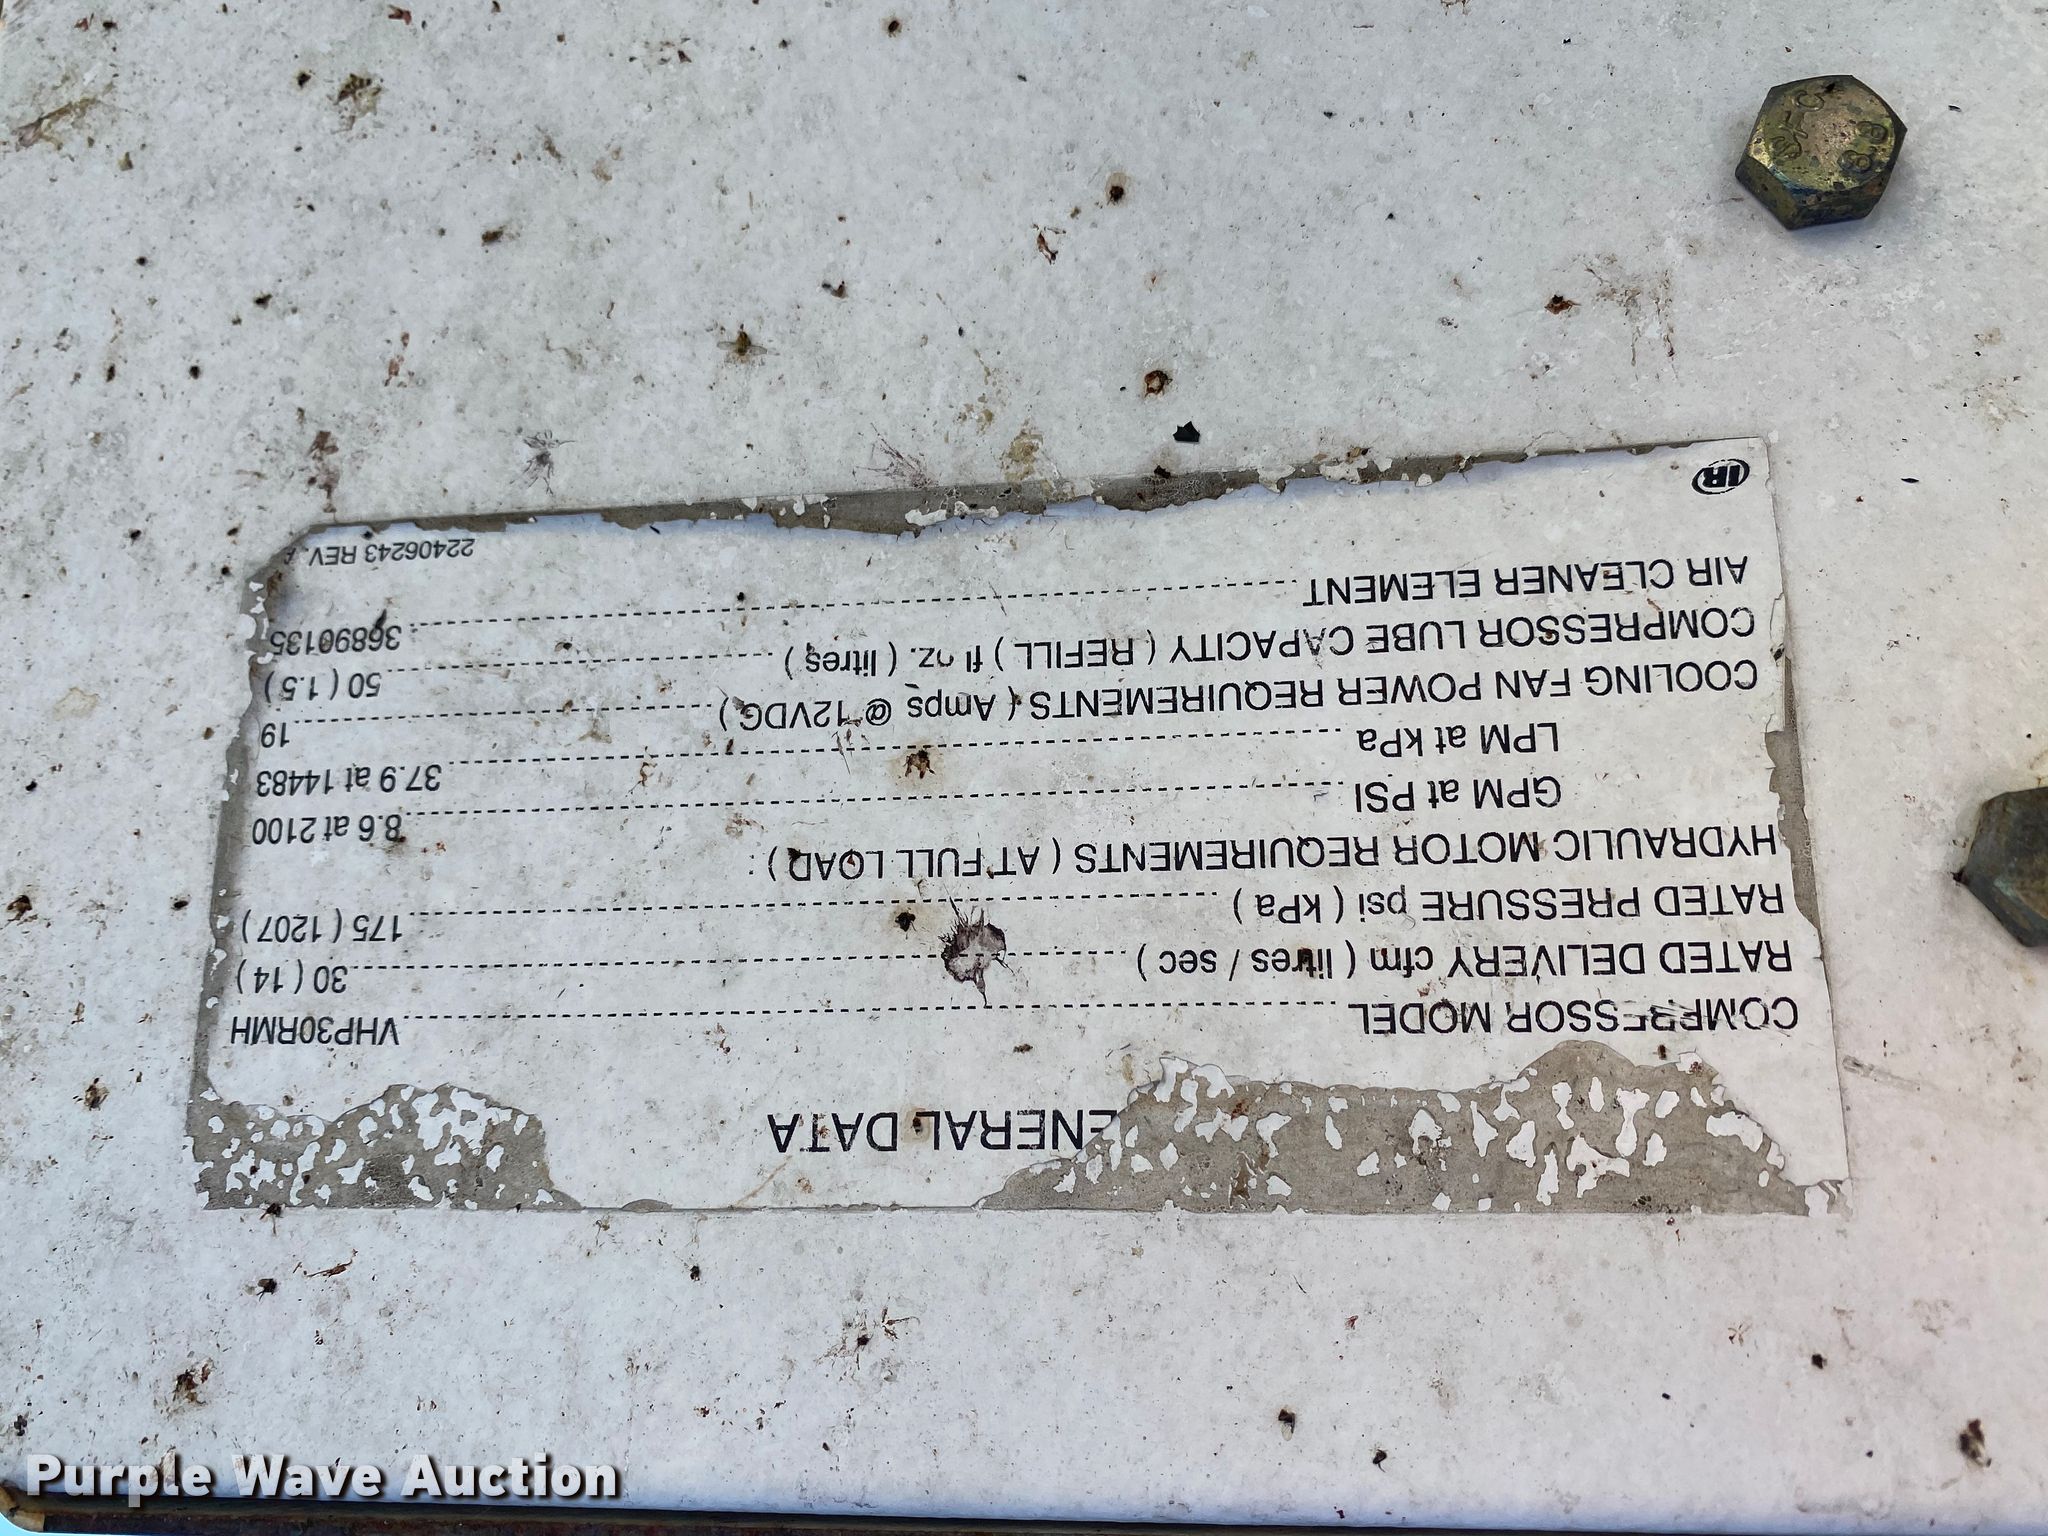 ENERAL DATA
COMPRESSOR MODEL VHP30RMH
RATED DELIVERY cfm ( litres / sec ) 30 ( 14 )
RATED PRESSURE psi ( kPa ) 175 ( 1207 )
HYDRAULIC MOTOR REQUIREMENTS ( AT FULL LOAD ) :
GPM at PSI 8.6 at 2100
LPM at kPa 37.9 at 14483
COOLING FAN POWER REQUIREMENTS ( Amps @ 12VDC ) 19
COMPRESSOR LUBE CAPACITY ( REFILL ) fl oz. ( litres ) 50 ( 1.5 )
AIR CLEANER ELEMENT 36890135
22406243 REV.
IR
8.8
Purple Wave Auction